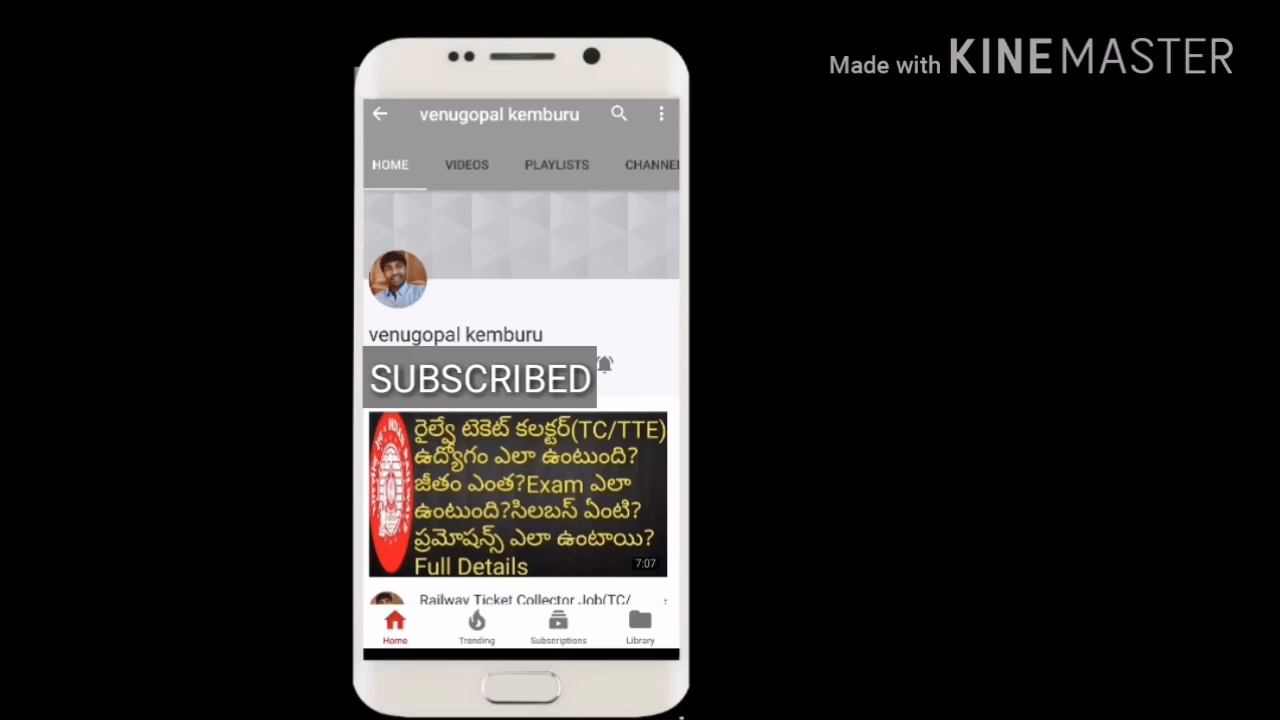 Made with KINEMASTER
venugopal kemburu
HOME VIDEOS PLAYLISTS CHANNEL
venugopal kemburu
SUBSCRIBED
రైల్వే టికెట్ కలెక్టర్(TC/TTE)
ఉద్యోగం ఎలా ఉంటుంది?
జీతం ఎంత?Exam ఎలా
ఉంటుంది?సిలబస్ ఏంటి?
ప్రమోషన్స్ ఎలా ఉంటాయి?
Full Details
7:07
Railway Ticket Collector Job(TC/
Home Trending Subscriptions Library